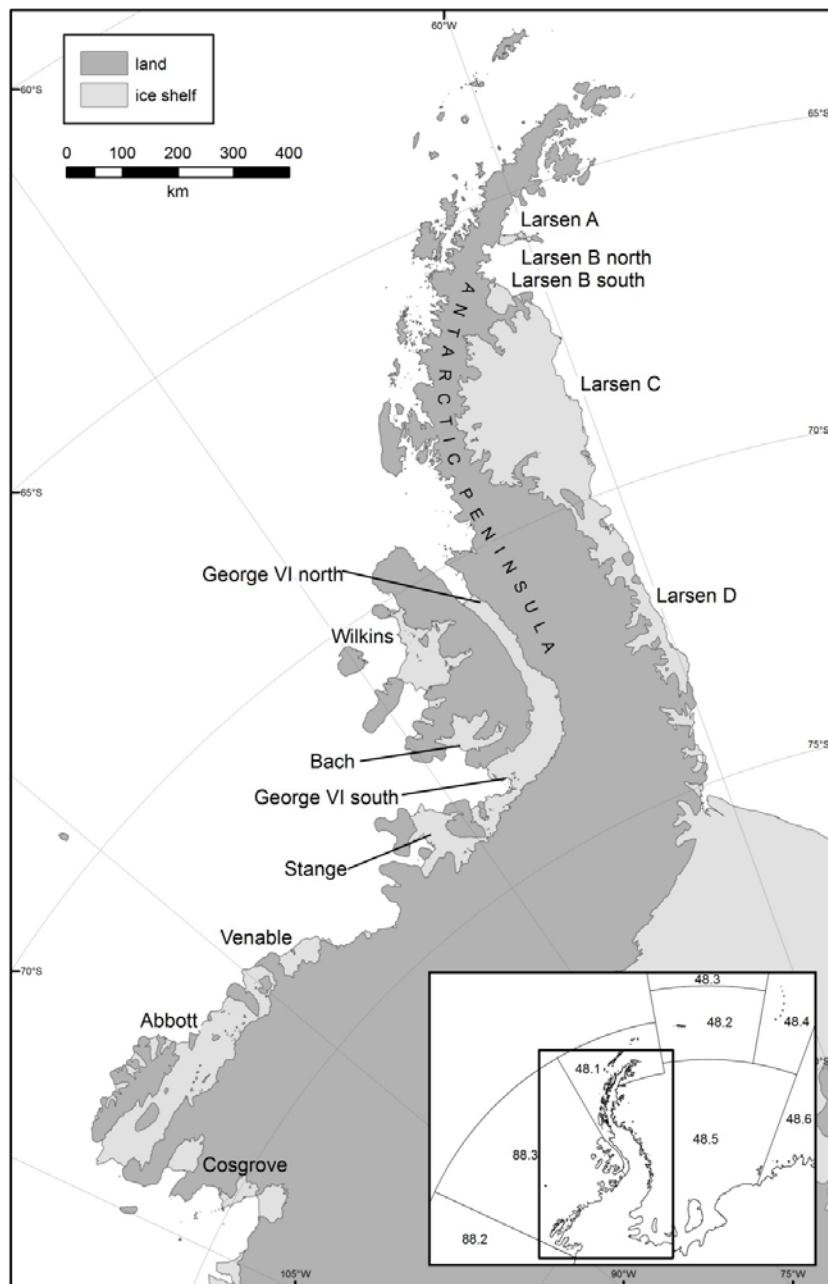 60°W
land
ice shelf
60°S
65°S
0 100 200 300 400
km
Larsen A
Larsen B north
Larsen B south
ANTARCTIC PENINSULA
Larsen C
70°S
65°S
George VI north
Larsen D
Wilkins
75°S
Bach
George VI south
Stange
Venable
70°S
Abbott
Cosgrove
48.3
48.2
48.4
48.1
48.5
48.6
88.3
88.2
105°W
90°W
75°W